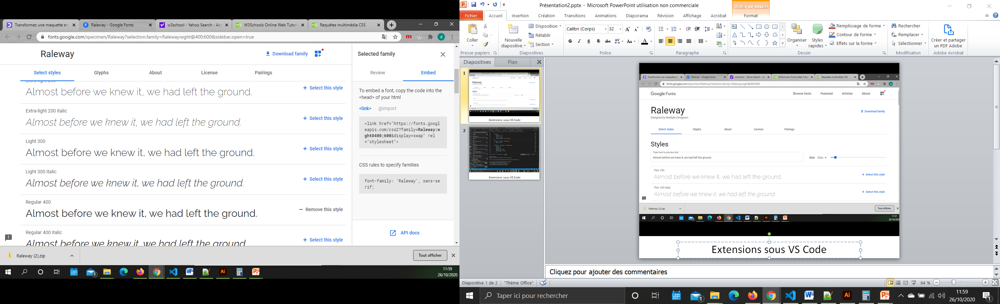 Transformez une maquette en
Raleway - Google Fonts
w3school - Yahoo Search - Act
W3Schools Online Web Tutori
Requêtes multimédia CSS
fonts.google.com/specimen/Raleway?selection.family=Raleway:wght@400;600&sidebar.open=true
Raleway
Download family
Select styles
Glyphs
About
License
Pairings
Almost before we knew it, we had left the ground.
Select this style
Extra-light 200 italic
Almost before we knew it, we had left the ground.
Select this style
Light 300
Almost before we knew it, we had left the ground.
Select this style
Light 300 italic
Almost before we knew it, we had left the ground.
Select this style
Regular 400
Almost before we knew it, we had left the ground.
Remove this style
Regular 400 italic
Almost before we knew it, we had left the ground
Select this style
Selected family
Review
Embed
To embed a font, copy the code into the
<head> of your html
<link>
@import
<link href="https://fonts.googl
eapis.com/css2?family=Raleway:w
ght@400;600&display=swap" rel
="stylesheet">
CSS rules to specify families
font-family: 'Raleway', sans-se
rif;
API docs
Raleway (2).zip
Tout afficher
11:59
26/10/2020
Présentation2.pptx - Microsoft PowerPoint utilisation non commerciale
Outils de dessin
Fichier
Accueil
Insertion
Création
Transitions
Animations
Diaporama
Révision
Affichage
Acrobat
Format
Coller
Presse-papiers
Nouvelle
diapositive
Disposition
Rétablir
Section
Diapositives
Calibri (Corps)
32
Police
Paragraphe
Organiser
Styles
rapides
Remplissage de forme
Contour de forme
Effets sur la forme
Dessin
Rechercher
Remplacer
Sélectionner
Modification
Créer et partager
un PDF Adobe
Adobe Acrobat
Diapositives
Plan
1
Extensions sous VS Code
2
Extensions sous VS Code
Transformez une maquette en
Raleway - Google Fonts
w3school - Yahoo Search - Act
W3Schools Online Web Tutori
Requêtes multimédia CSS
fonts.google.com/specimen/Raleway?selection.family=Raleway:wght@400;600
Google Fonts
Browse fonts
Featured
Articles
About
Raleway
Designed by Multiple Designers
Download family
Select styles
Glyphs
About
License
Pairings
Styles
Type here to preview text
Almost before we knew it, we had left the ground.
Size: 30px
Thin 100
Almost before we knew it, we had left the ground.
Select this style
Thin 100 italic
Almost before we knew it, we had left the ground.
Select this style
Raleway (2).zip
Tout afficher
11:57
26/10/2020
Extensions sous VS Code
Cliquez pour ajouter des commentaires
Diapositive 1 de 2
"Thème Office"
64 %
Taper ici pour rechercher
11:59
26/10/2020